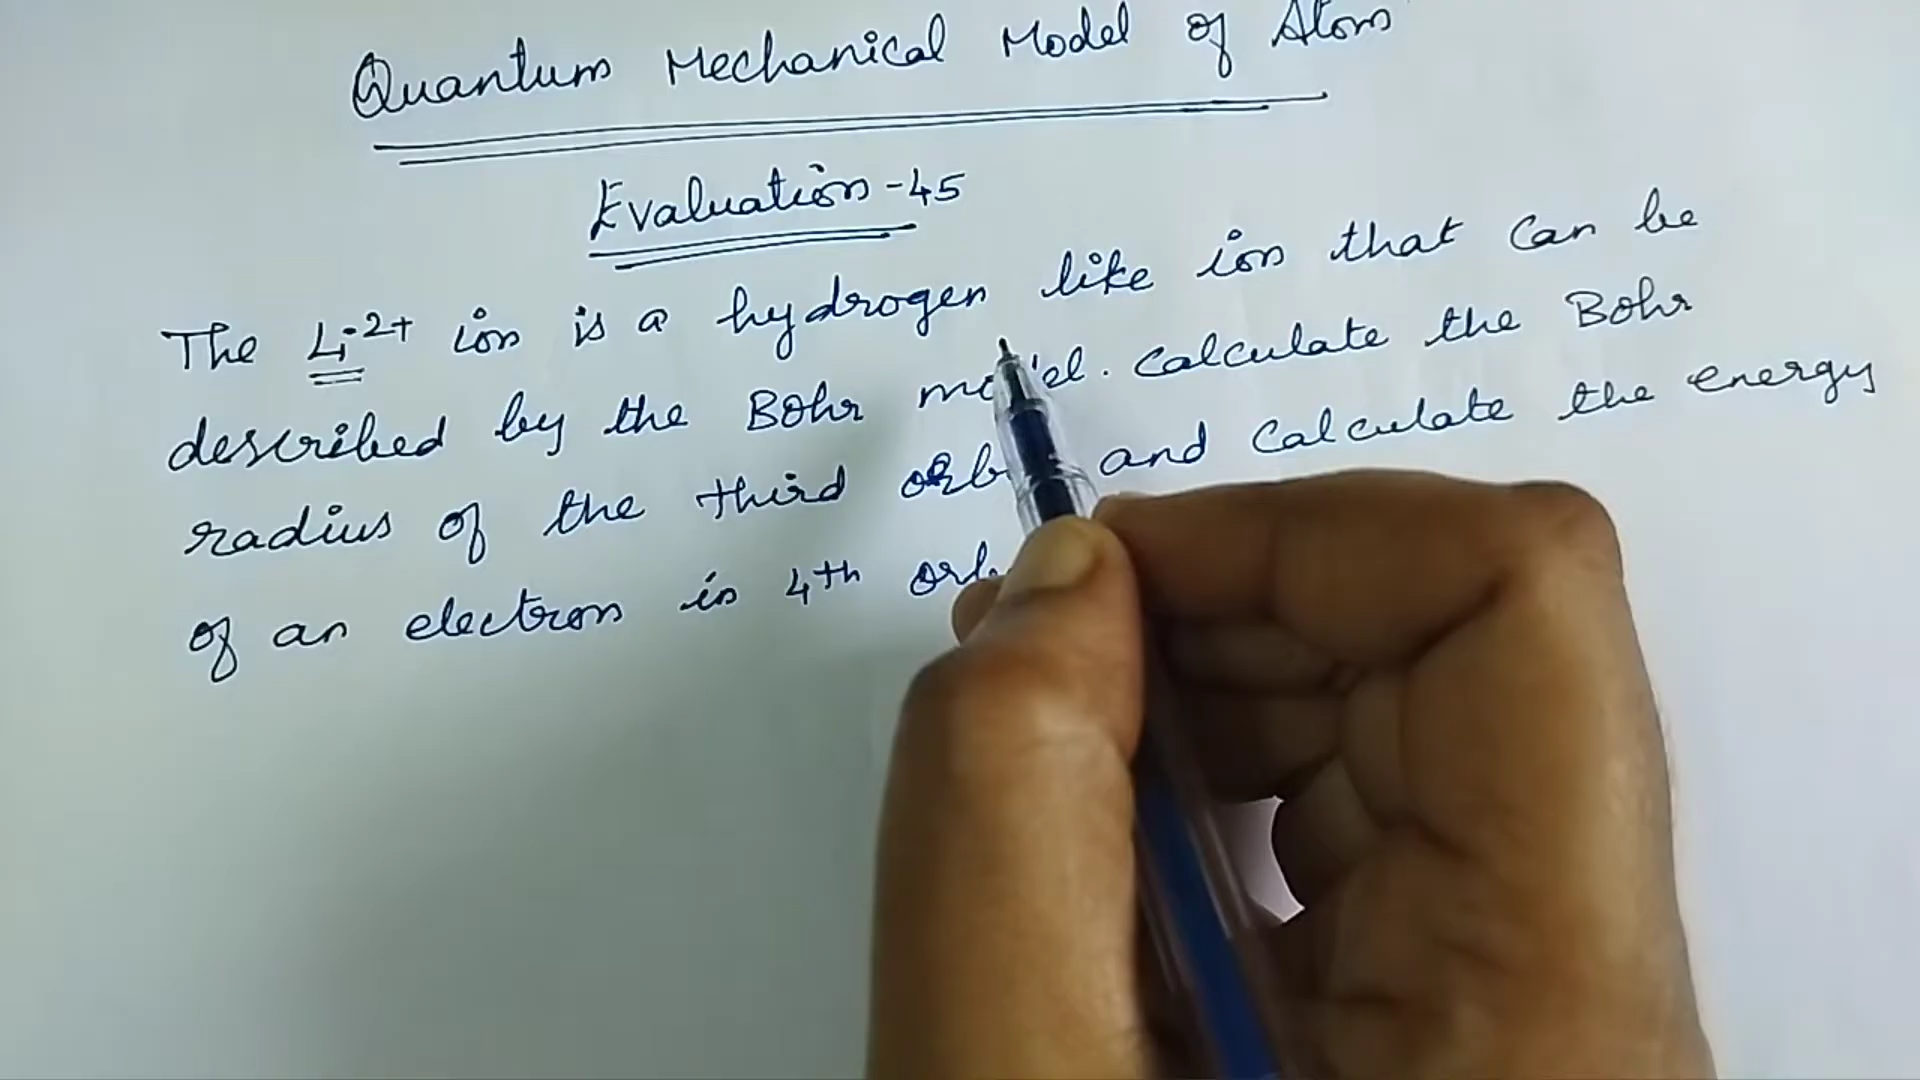 Quantum Mechanical Model of Atom
Evaluation-45
The Li2+ ion is a hydrogen like ion that can be
described by the Bohr model. Calculate the Bohr
radius of the third and Calculate the energy
of an electron in 4th